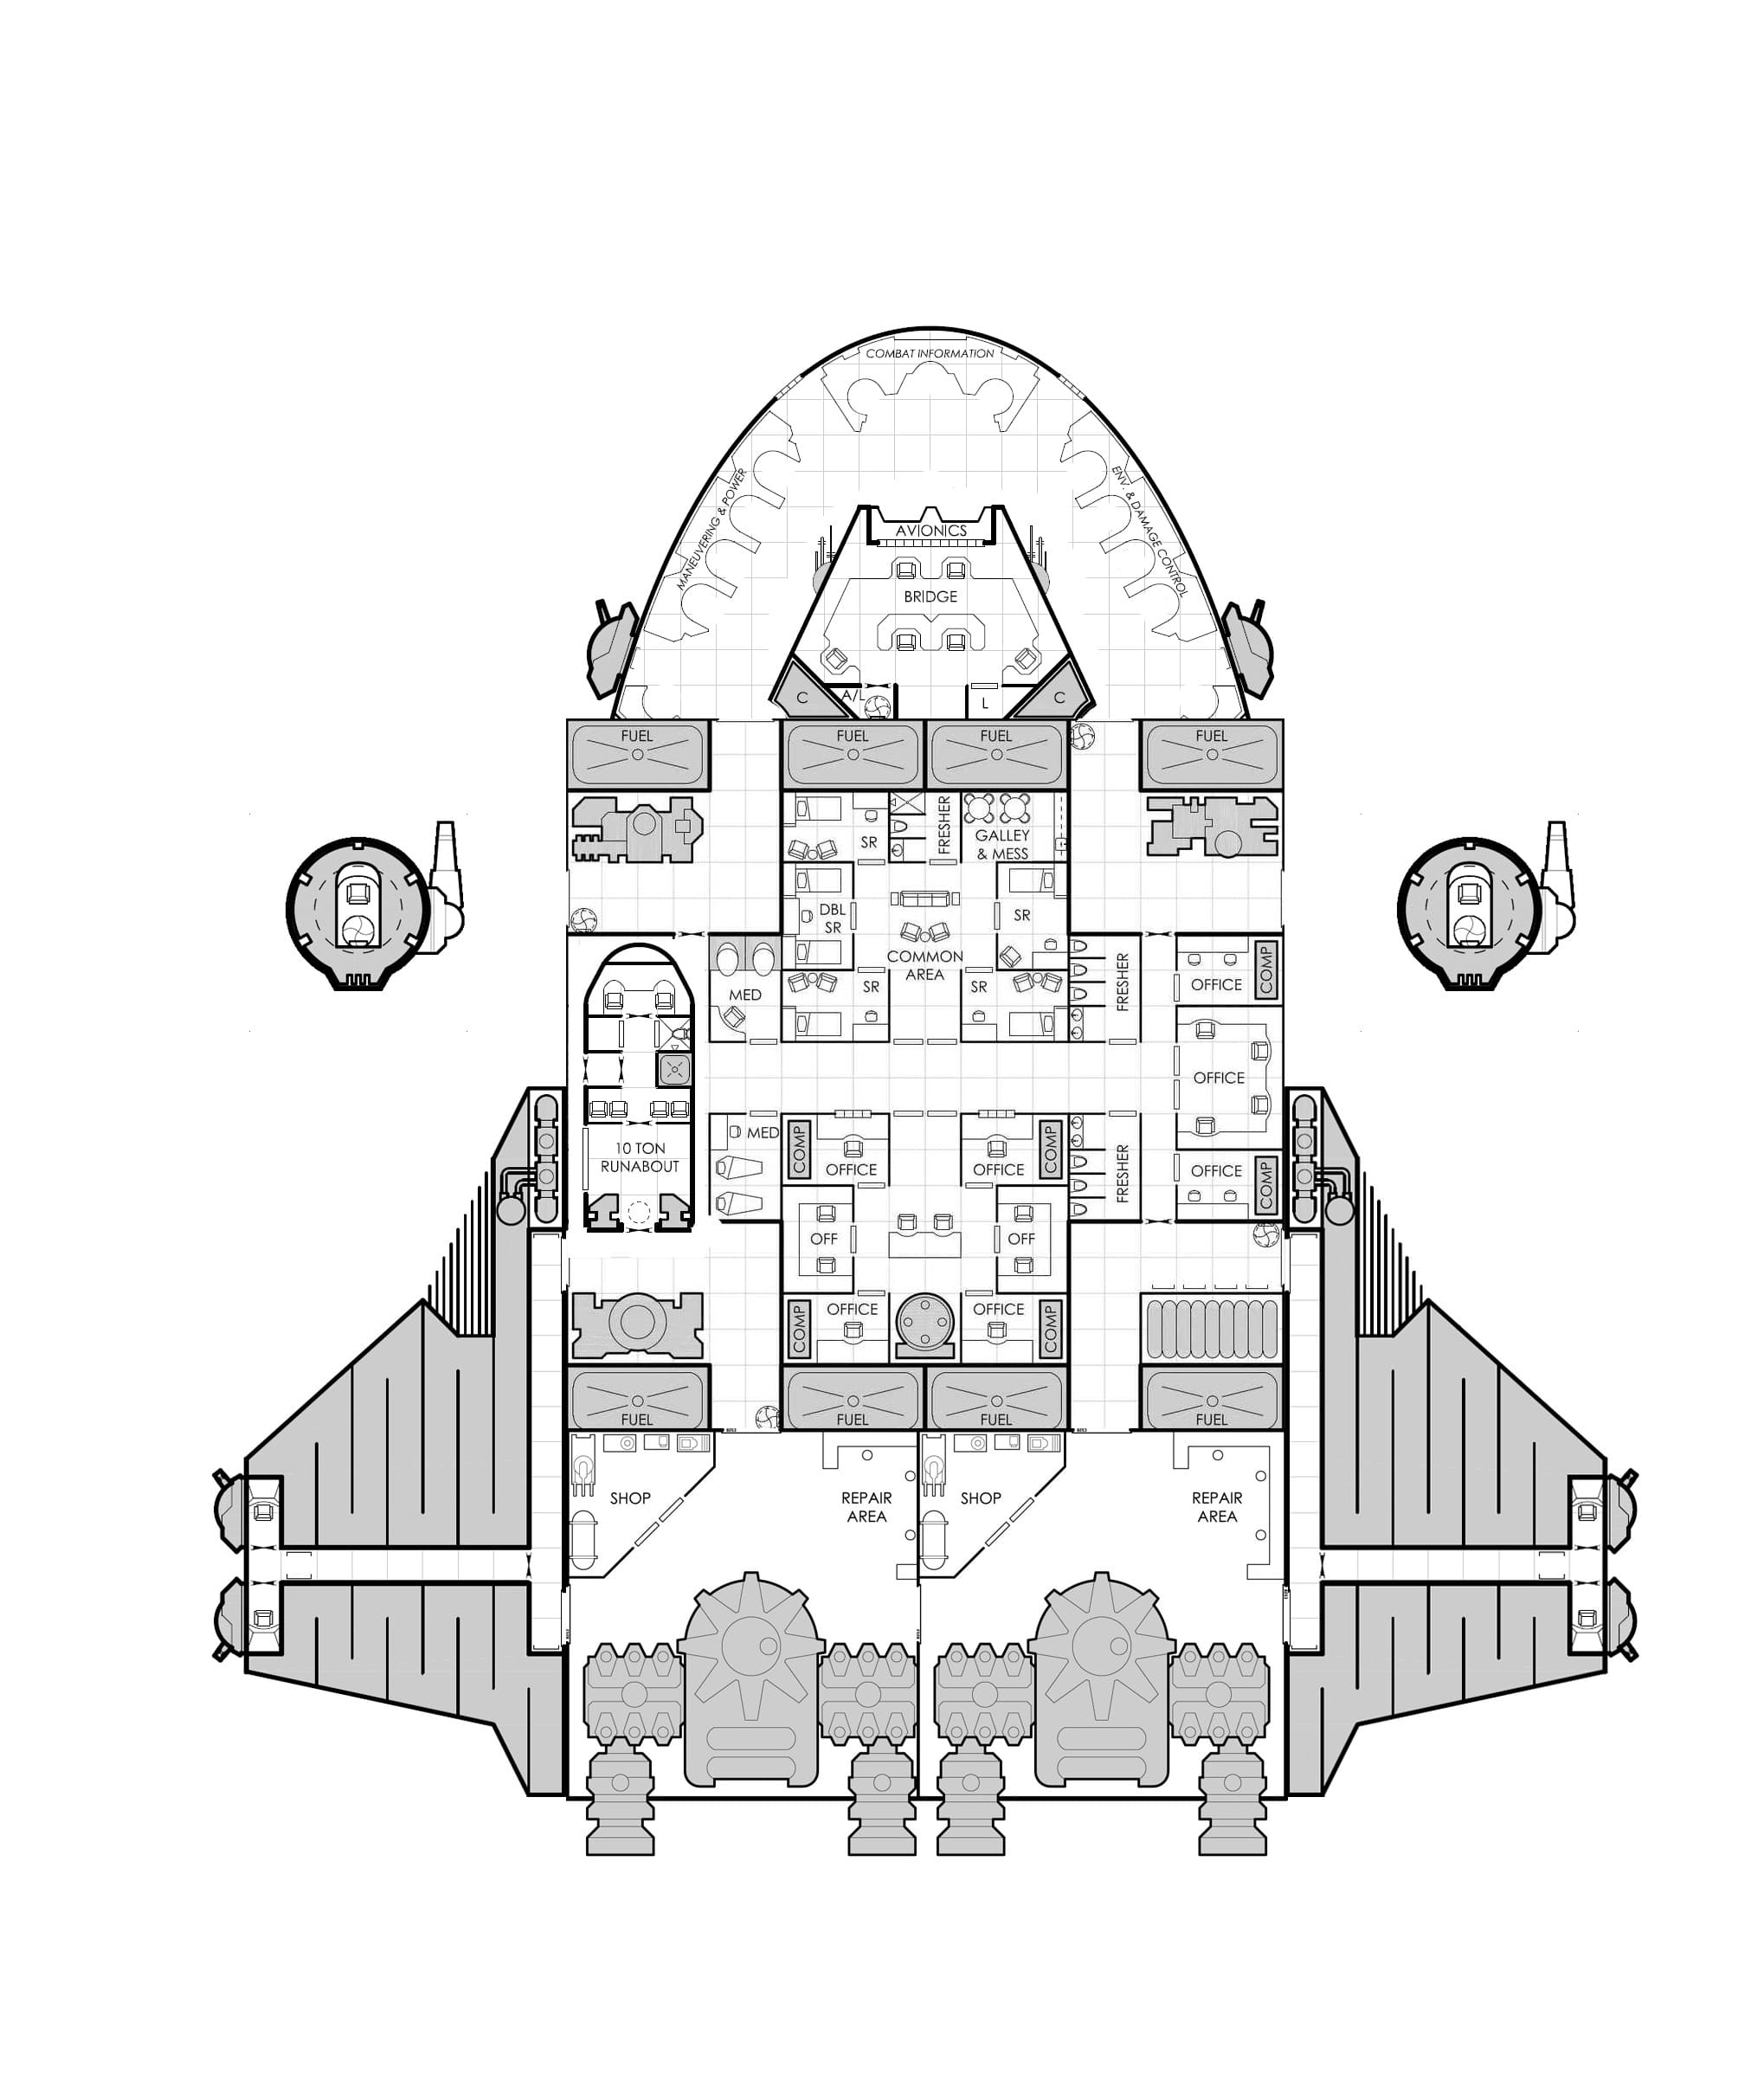 COMBAT INFORMATION
MANEUVERING & POWER
ENV. & DAMAGE CONTROL
AVIONICS
BRIDGE
C
A/L
L
C
FUEL
FUEL
FUEL
FUEL
SR
FRESHER
GALLEY
& MESS
DBL
SR
SR
COMMON
AREA
MED
SR
SR
FRESHER
OFFICE
COMP
OFFICE
10 TON
RUNABOUT
MED
COMP
OFFICE
OFFICE
COMP
FRESHER
OFFICE
COMP
OFF
OFF
COMP
OFFICE
OFFICE
COMP
FUEL
FUEL
FUEL
FUEL
SHOP
REPAIR
AREA
SHOP
REPAIR
AREA